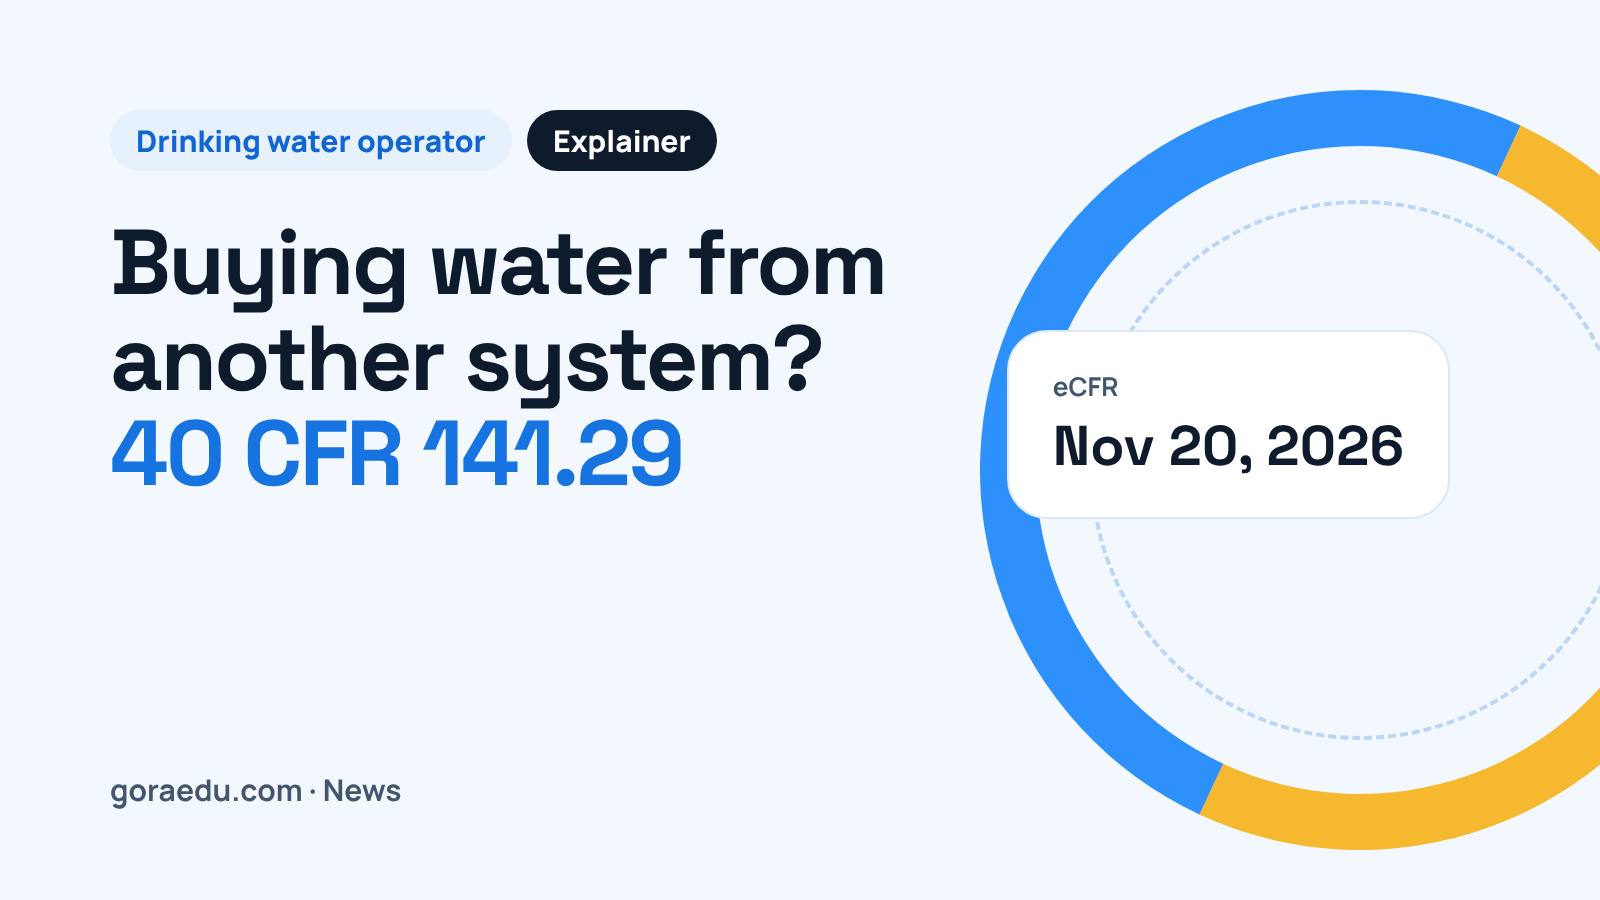 Drinking water operator
Explainer
Buying water from
another system?
40 CFR 141.29
eCFR
Nov 20, 2026
goraedu.com · News